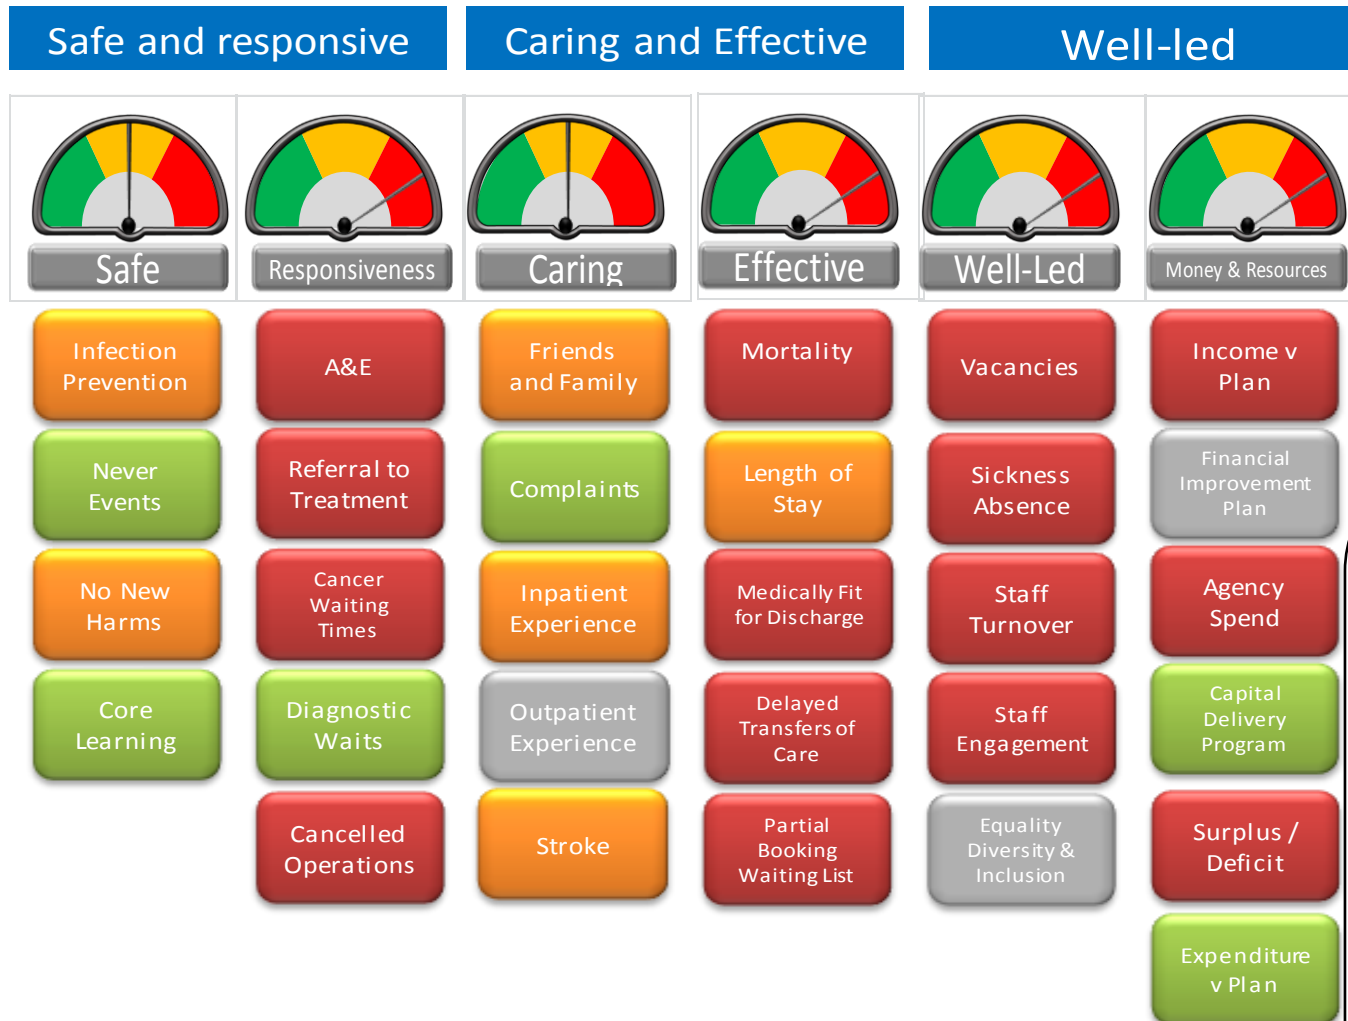 Safe and responsive
Caring and Effective
Well-led
Safe
Responsiveness
Caring
Effective
Well-Led
Money & Resources
Infection
Prevention
Never
Events
No New
Harms
Core
Learning
A&E
Referral to
Treatment
Cancer
Waiting
Times
Diagnostic
Waits
Cancelled
Operations
Friends
and Family
Complaints
Inpatient
Experience
Outpatient
Experience
Stroke
Mortality
Length of
Stay
Medically Fit
for Discharge
Delayed
Transfers of
Care
Partial
Booking
Waiting List
Vacancies
Sickness
Absence
Staff
Turnover
Staff
Engagement
Equality
Diversity &
Inclusion
Income v
Plan
Financial
Improvement
Plan
Agency
Spend
Capital
Delivery
Program
Surplus /
Deficit
Expenditure
v Plan